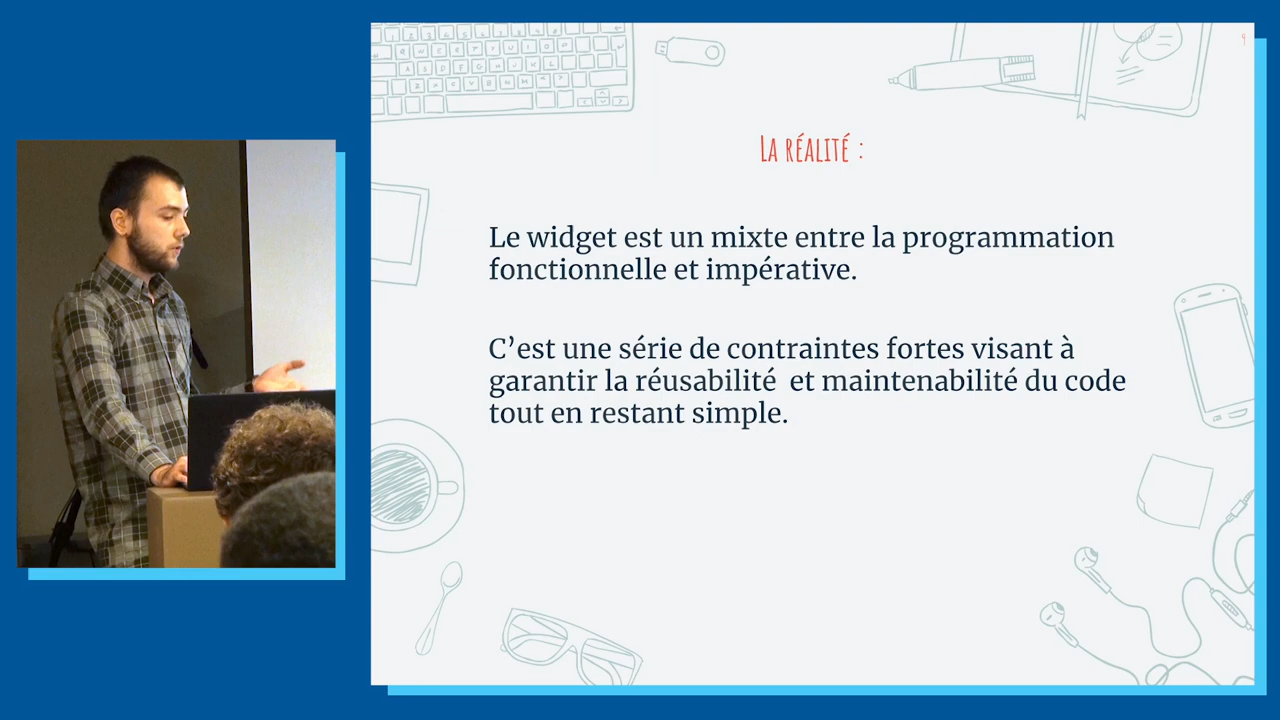 9
La réalité :
Le widget est un mixte entre la programmation
fonctionnelle et impérative.
C’est une série de contraintes fortes visant à
garantir la réusabilité  et maintenabilité du code
tout en restant simple.